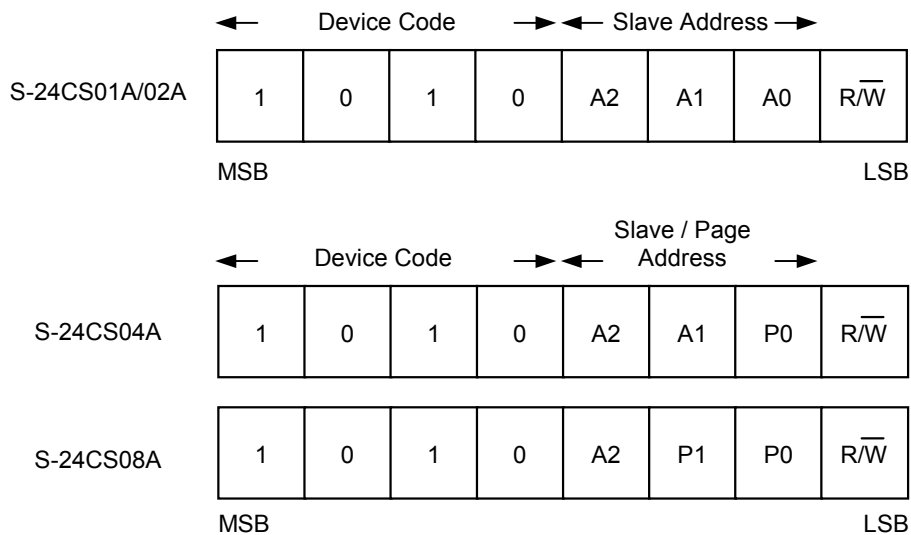 Device Code Slave Address
S-24CS01A/02A 1 0 1 0 A2 A1 A0 R/W̅
MSB LSB
Slave / Page
Device Code Address
S-24CS04A 1 0 1 0 A2 A1 P0 R/W̅
S-24CS08A 1 0 1 0 A2 P1 P0 R/W̅
MSB LSB